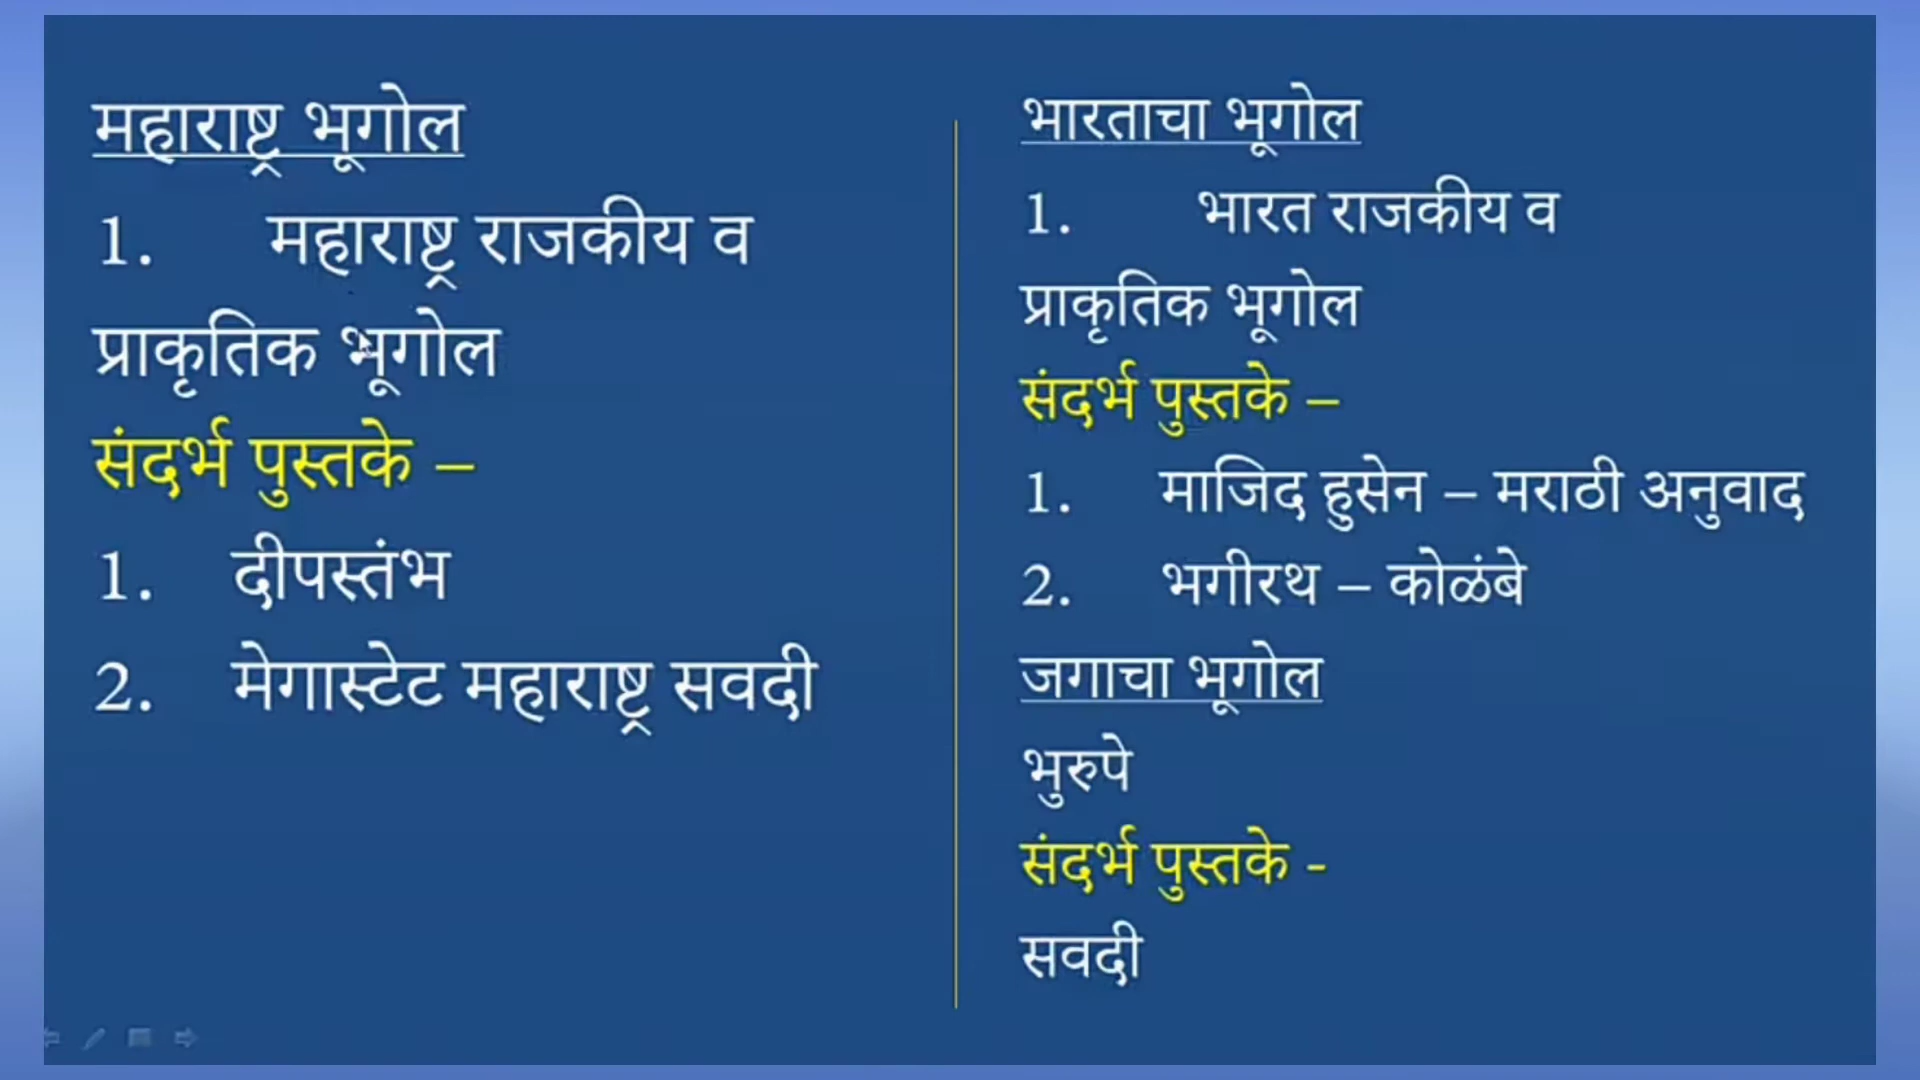 महाराष्ट्र भूगोल
1. महाराष्ट्र राजकीय व
प्राकृतिक भूगोल
संदर्भ पुस्तके –
1. दीपस्तंभ
2. मेगास्टेट महाराष्ट्र सवदी
भारताचा भूगोल
1. भारत राजकीय व
प्राकृतिक भूगोल
संदर्भ पुस्तके –
1. माजिद हुसेन – मराठी अनुवाद
2. भगीरथ – कोळंबे
जगाचा भूगोल
भुरुपे
संदर्भ पुस्तके -
सवदी